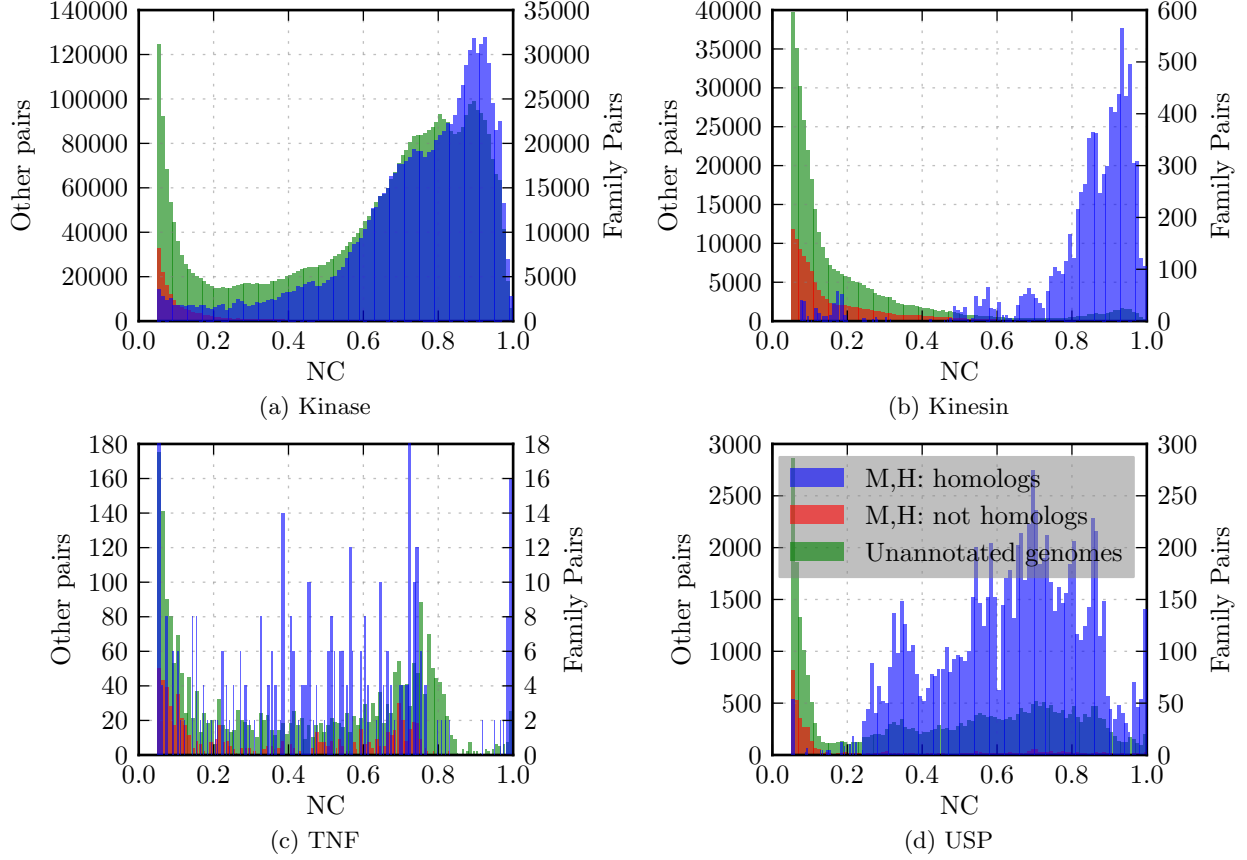 140000
120000
100000
80000
60000
40000
20000
0
Other pairs
35000
30000
25000
20000
15000
10000
5000
0
Family Pairs
0.0 0.2 0.4 0.6 0.8 1.0
NC
(a) Kinase
40000
35000
30000
25000
20000
15000
10000
5000
0
Other pairs
600
500
400
300
200
100
0
Family Pairs
0.0 0.2 0.4 0.6 0.8 1.0
NC
(b) Kinesin
180
160
140
120
100
80
60
40
20
0
Other pairs
18
16
14
12
10
8
6
4
2
0
Family Pairs
0.0 0.2 0.4 0.6 0.8 1.0
NC
(c) TNF
3000
2500
2000
1500
1000
500
0
Other pairs
M,H: homologs
M,H: not homologs
Unannotated genomes
300
250
200
150
100
50
0
Family Pairs
0.0 0.2 0.4 0.6 0.8 1.0
NC
(d) USP